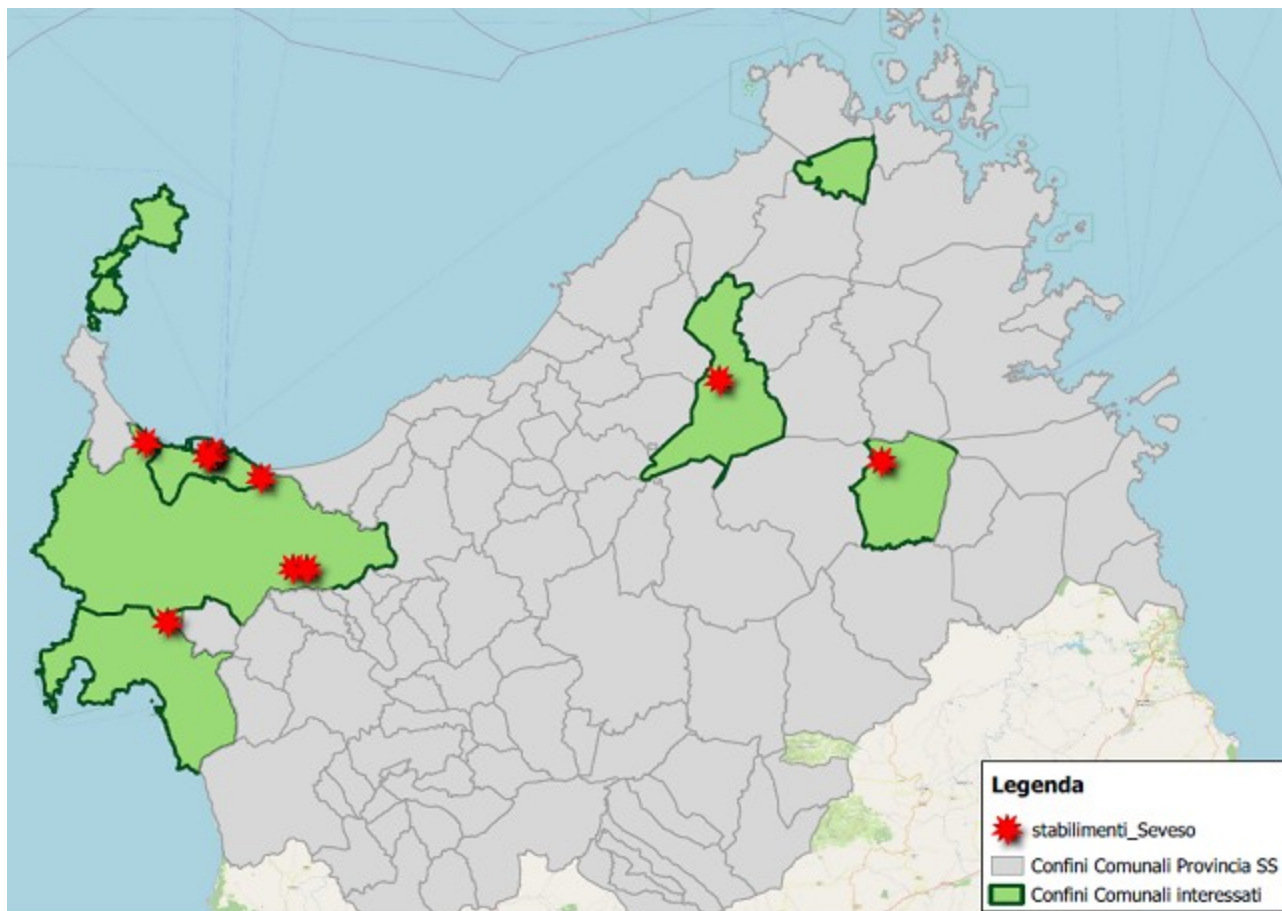 Legenda
stabilimenti_Seveso
Confini Comunali Provincia SS
Confini Comunali interessati